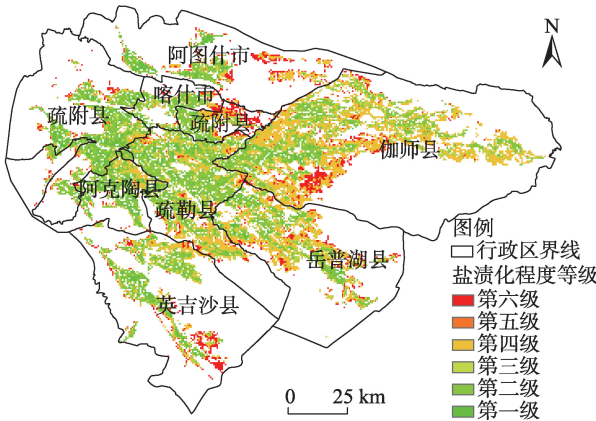 N
阿图什市
喀什市
疏附县
疏附县
伽师县
阿克陶县
疏勒县
岳普湖县
英吉沙县
图例
行政区界线
盐渍化程度等级
第六级
第五级
第四级
第三级
第二级
第一级
0 25 km